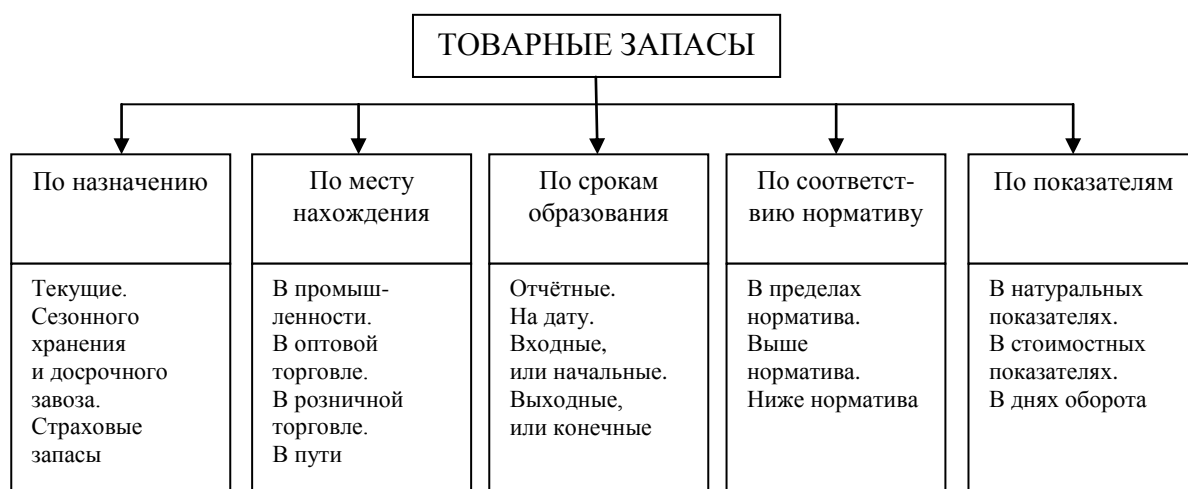 ТОВАРНЫЕ ЗАПАСЫ
По назначению
Текущие.
Сезонного
хранения
и досрочного
завоза.
Страховые
запасы
По месту
нахождения
В промыш-
ленности.
В оптовой
торговле.
В розничной
торговле.
В пути
По срокам
образования
Отчётные.
На дату.
Входные,
или начальные.
Выходные,
или конечные
По соответст-
вию нормативу
В пределах
норматива.
Выше
норматива.
Ниже норматива
По показателям
В натуральных
показателях.
В стоимостных
показателях.
В днях оборота